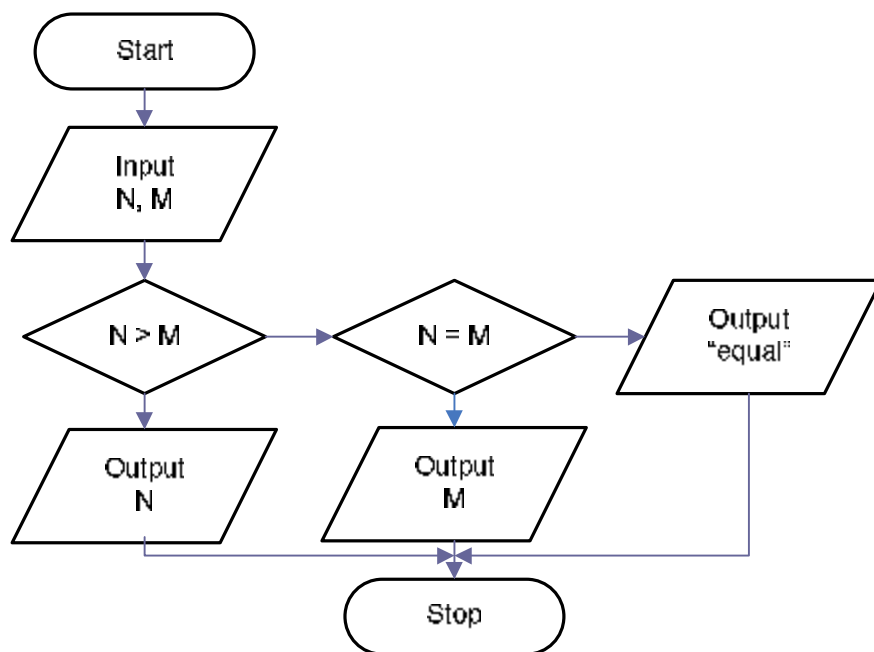 Start
Input
N, M
N > M
N = M
Output
“equal”
Output
N
Output
M
Stop